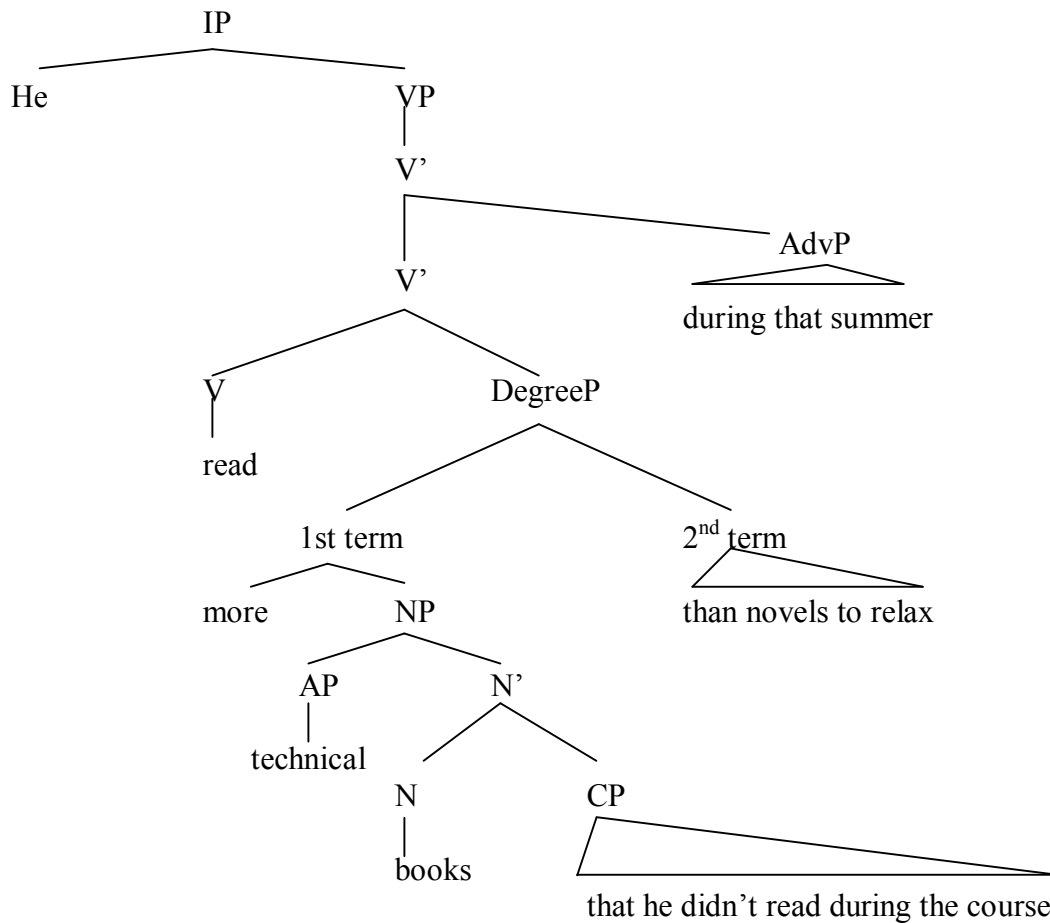 IP
He VP
V’
AdvP
V’
during that summer
V DegreeP
read
1st term 2nd term
more NP than novels to relax
AP N’
technical
N CP
books
that he didn’t read during the course